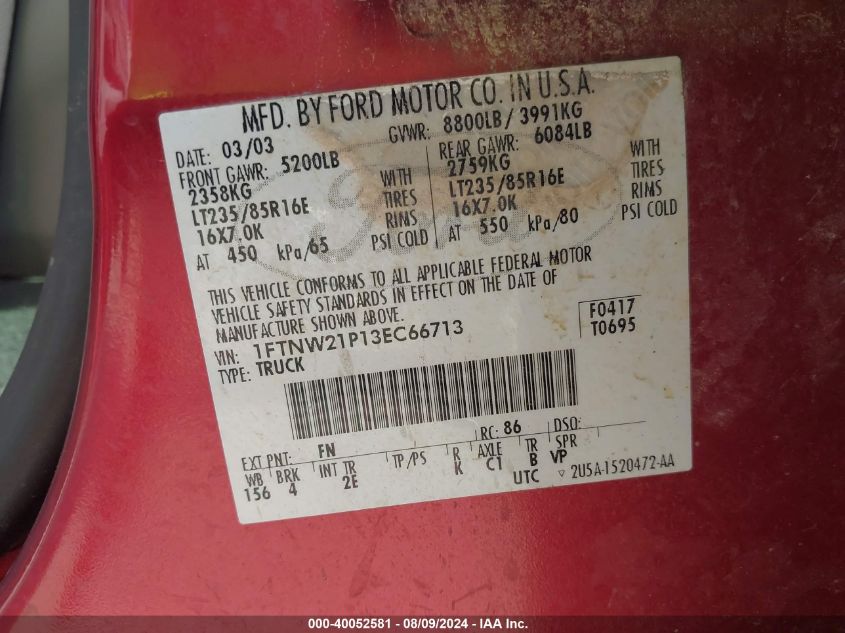 MFD. BY FORD MOTOR CO. IN U.S.A.
DATE: 03/03 GVWR: 8800LB/ 3991KG
FRONT GAWR: 5200LB REAR GAWR: 6084LB
2358KG WITH 2759KG WITH
LT235/85R16E TIRES LT235/85R16E TIRES
16X7.0K RIMS 16X7.0K RIMS
AT 450 kPa/65 PSI COLD AT 550 kPa/80 PSI COLD
THIS VEHICLE CONFORMS TO ALL APPLICABLE FEDERAL MOTOR
VEHICLE SAFETY STANDARDS IN EFFECT ON THE DATE OF
MANUFACTURE SHOWN ABOVE.
F0417
VIN: 1FTNW21P13EC66713 T0695
TYPE: TRUCK
EXT PNT: FN RC: 86 DSO:
WB BRK INT TR TP/PS R AXLE TR SPR
156 4 2E K C1 B VP
UTC ▽ 2U5A-1520472-AA
000-40052581 - 08/09/2024 - IAA Inc.